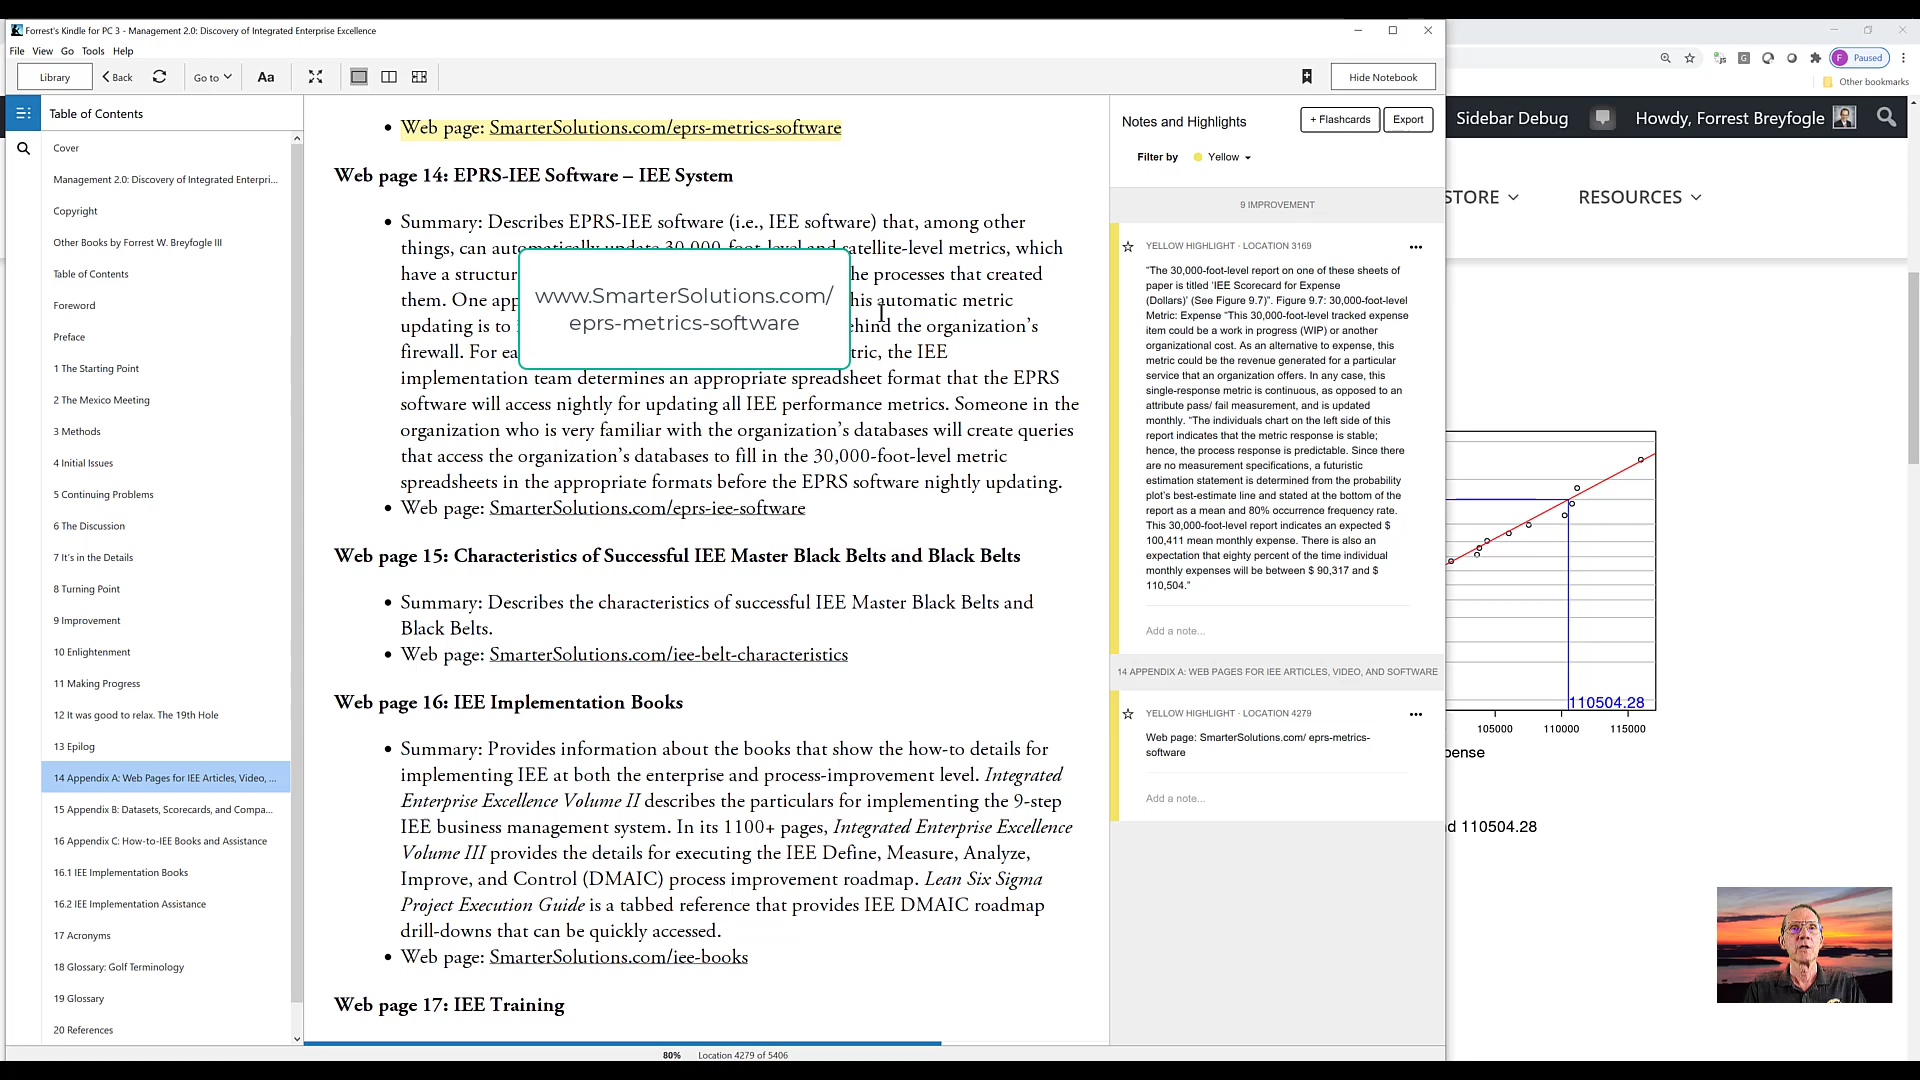 Forrest's Kindle for PC 3 - Management 2.0: Discovery of Integrated Enterprise Excellence
File View Go Tools Help
Library Back Go to Aa Hide Notebook
Paused
Other bookmarks
Sidebar Debug Howdy, Forrest Breyfogle
STORE RESOURCES
Table of Contents
Cover
Management 2.0: Discovery of Integrated Enterpri...
Copyright
Other Books by Forrest W. Breyfogle III
Table of Contents
Foreword
Preface
1 The Starting Point
2 The Mexico Meeting
3 Methods
4 Initial Issues
5 Continuing Problems
6 The Discussion
7 It's in the Details
8 Turning Point
9 Improvement
10 Enlightenment
11 Making Progress
12 It was good to relax. The 19th Hole
13 Epilog
14 Appendix A: Web Pages for IEE Articles, Video, ...
15 Appendix B: Datasets, Scorecards, and Compa...
16 Appendix C: How-to-IEE Books and Assistance
16.1 IEE Implementation Books
16.2 IEE Implementation Assistance
17 Acronyms
18 Glossary: Golf Terminology
19 Glossary
20 References
• Web page: SmarterSolutions.com/eprs-metrics-software
Web page 14: EPRS-IEE Software – IEE System
• Summary: Describes EPRS-IEE software (i.e., IEE software) that, among other
things, can automatically update 30,000-foot-level and satellite-level metrics, which
have a structur he processes that created
them. One app his automatic metric
updating is to ehind the organization's
firewall. For ea tric, the IEE
implementation team determines an appropriate spreadsheet format that the EPRS
software will access nightly for updating all IEE performance metrics. Someone in the
organization who is very familiar with the organization's databases will create queries
that access the organization's databases to fill in the 30,000-foot-level metric
spreadsheets in the appropriate formats before the EPRS software nightly updating.
• Web page: SmarterSolutions.com/eprs-iee-software
www.SmarterSolutions.com/
eprs-metrics-software
Web page 15: Characteristics of Successful IEE Master Black Belts and Black Belts
• Summary: Describes the characteristics of successful IEE Master Black Belts and
Black Belts.
• Web page: SmarterSolutions.com/iee-belt-characteristics
Web page 16: IEE Implementation Books
• Summary: Provides information about the books that show the how-to details for
implementing IEE at both the enterprise and process-improvement level. Integrated
Enterprise Excellence Volume II describes the particulars for implementing the 9-step
IEE business management system. In its 1100+ pages, Integrated Enterprise Excellence
Volume III provides the details for executing the IEE Define, Measure, Analyze,
Improve, and Control (DMAIC) process improvement roadmap. Lean Six Sigma
Project Execution Guide is a tabbed reference that provides IEE DMAIC roadmap
drill-downs that can be quickly accessed.
• Web page: SmarterSolutions.com/iee-books
Web page 17: IEE Training
80% Location 4279 of 5406
Notes and Highlights + Flashcards Export
Filter by Yellow
9 IMPROVEMENT
YELLOW HIGHLIGHT · LOCATION 3169
“The 30,000-foot-level report on one of these sheets of
paper is titled ‘IEE Scorecard for Expense
(Dollars)’ (See Figure 9.7)”. Figure 9.7: 30,000-foot-level
Metric: Expense “This 30,000-foot-level tracked expense
item could be a work in progress (WIP) or another
organizational cost. As an alternative to expense, this
metric could be the revenue generated for a particular
service that an organization offers. In any case, this
single-response metric is continuous, as opposed to an
attribute pass/ fail measurement, and is updated
monthly. “The individuals chart on the left side of this
report indicates that the metric response is stable;
hence, the process response is predictable. Since there
are no measurement specifications, a futuristic
estimation statement is determined from the probability
plot's best-estimate line and stated at the bottom of the
report as a mean and 80% occurrence frequency rate.
This 30,000-foot-level report indicates an expected $
100,411 mean monthly expense. There is also an
expectation that eighty percent of the time individual
monthly expenses will be between $ 90,317 and $
110,504.”
Add a note...
14 APPENDIX A: WEB PAGES FOR IEE ARTICLES, VIDEO, AND SOFTWARE
YELLOW HIGHLIGHT · LOCATION 4279
Web page: SmarterSolutions.com/ eprs-metrics-
software
Add a note...
110504.28
105000 110000 115000
pense
d 110504.28